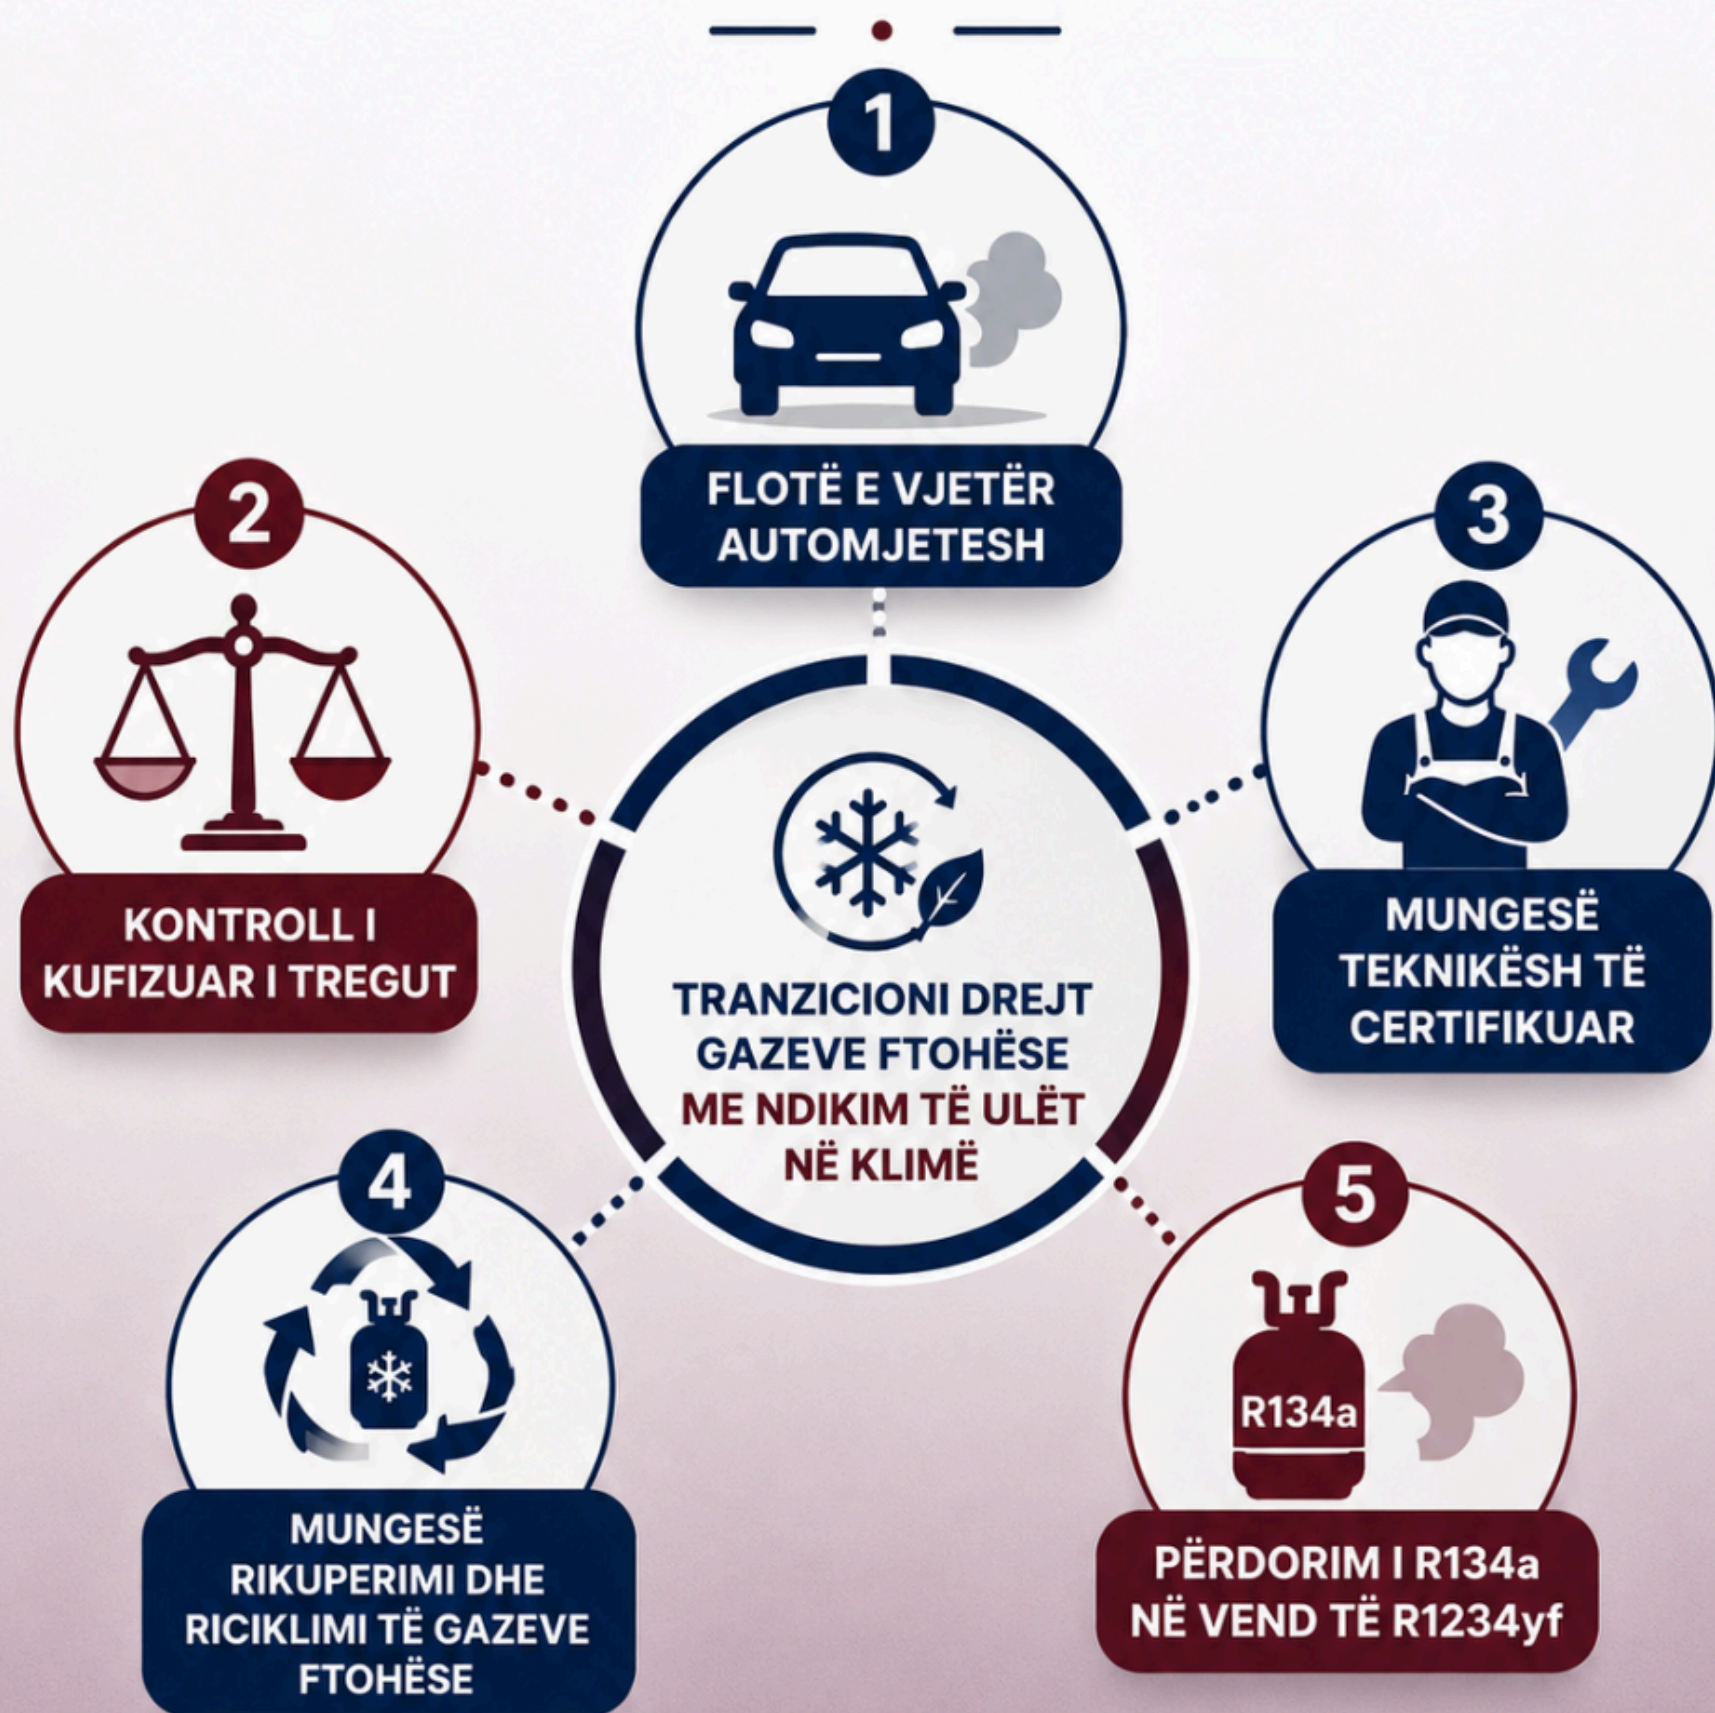 1
FLOTË E VJETËR
AUTOMJETESH
2
KONTROLL I
KUFIZUAR I TREGUT
3
MUNGESË
TEKNIKËSH TË
CERTIFIKUAR
TRANZICIONI DREJT
GAZEVE FTOHËSE
ME NDIKIM TË ULËT
NË KLIMË
4
MUNGESË
RIKUPERIMI DHE
RICIKLIMI TË GAZEVE
FTOHËSE
5
R134a
PËRDORIM I R134a
NË VEND TË R1234yf